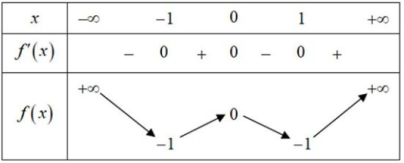 x −∞ −1 0 1 +∞
f′(x) − 0 + 0 − 0 +
+∞ +∞
f(x) 0
−1 −1